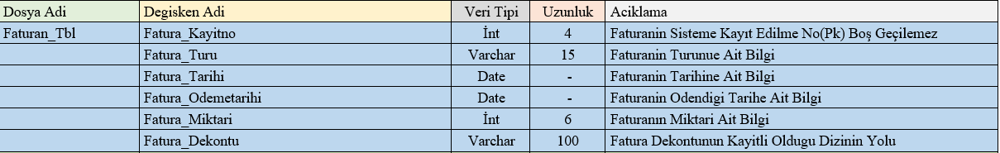 Dosya Adi Degisken Adi Veri Tipi Uzunluk Aciklama
Faturan_Tbl Fatura_Kayitno İnt 4 Faturanin Sisteme Kayıt Edilme No(Pk) Boş Geçilemez
Fatura_Turu Varchar 15 Faturanin Turunue Ait Bilgi
Fatura_Tarihi Date - Faturanin Tarihine Ait Bilgi
Fatura_Odemetarihi Date - Faturanin Odendigi Tarihe Ait Bilgi
Fatura_Miktari İnt 6 Faturanın Miktari Ait Bilgi
Fatura_Dekontu Varchar 100 Fatura Dekontunun Kayitli Oldugu Dizinin Yolu